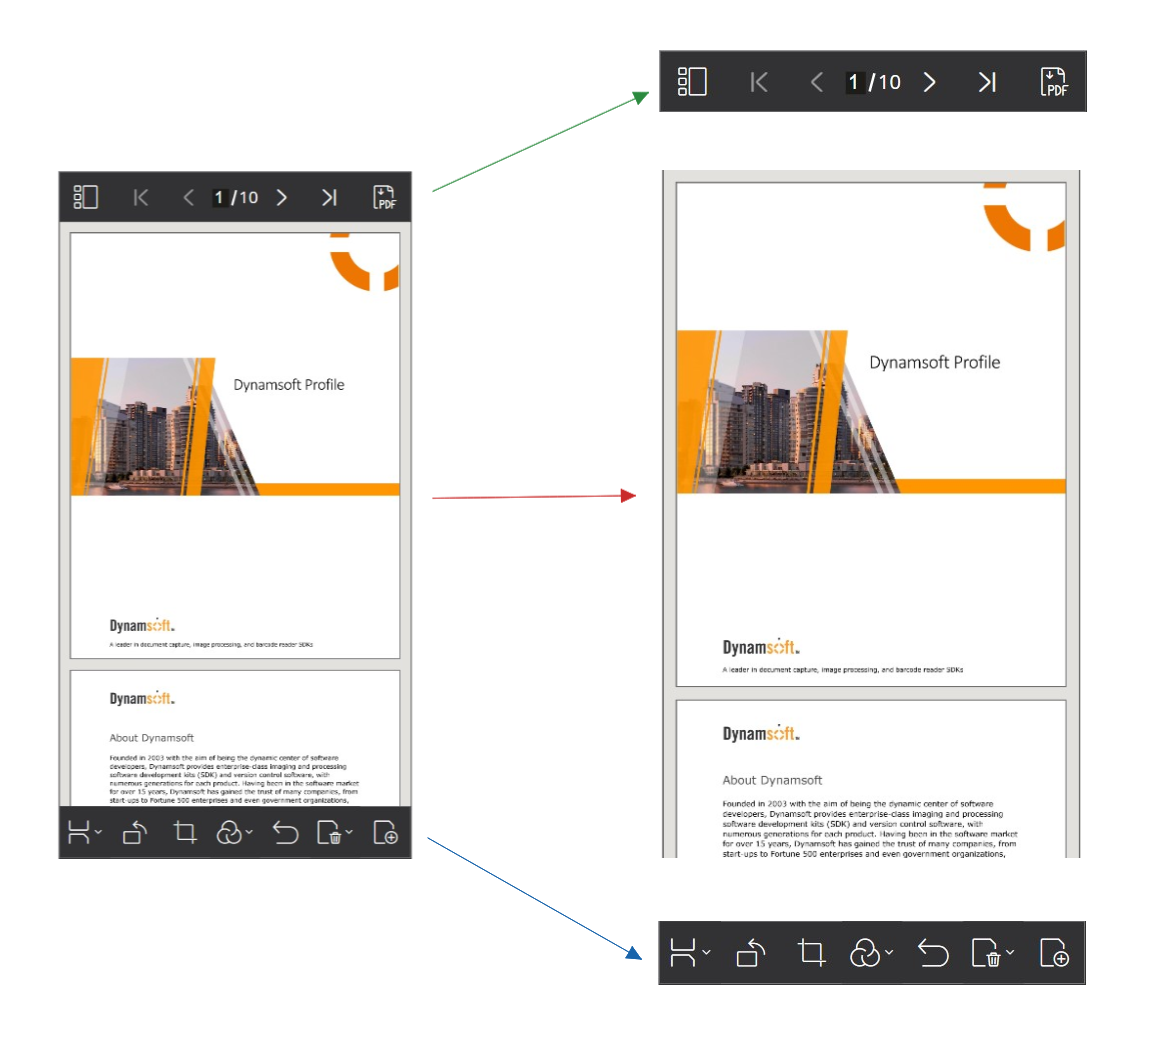 1/10
PDF
Dynamsoft Profile
Dynamsoft
A leader in document capture, image processing, and barcode reader SDKs
Dynamsoft
About Dynamsoft
Founded in 2003 with the aim of being the dynamic center of software
developers, Dynamsoft provides enterprise-class imaging and processing
software development kits (SDK) and version control software, with
numerous generations for each product. Having been in the software market
for over 15 years, Dynamsoft has gained the trust of many companies, from
start-ups to Fortune 500 enterprises and even government organizations,
1/10
PDF
Dynamsoft Profile
Dynamsoft
A leader in document capture, image processing, and barcode reader SDKs
Dynamsoft
About Dynamsoft
Founded in 2003 with the aim of being the dynamic center of software
developers, Dynamsoft provides enterprise-class imaging and processing
software development kits (SDK) and version control software, with
numerous generations for each product. Having been in the software market
for over 15 years, Dynamsoft has gained the trust of many companies, from
start-ups to Fortune 500 enterprises and even government organizations,